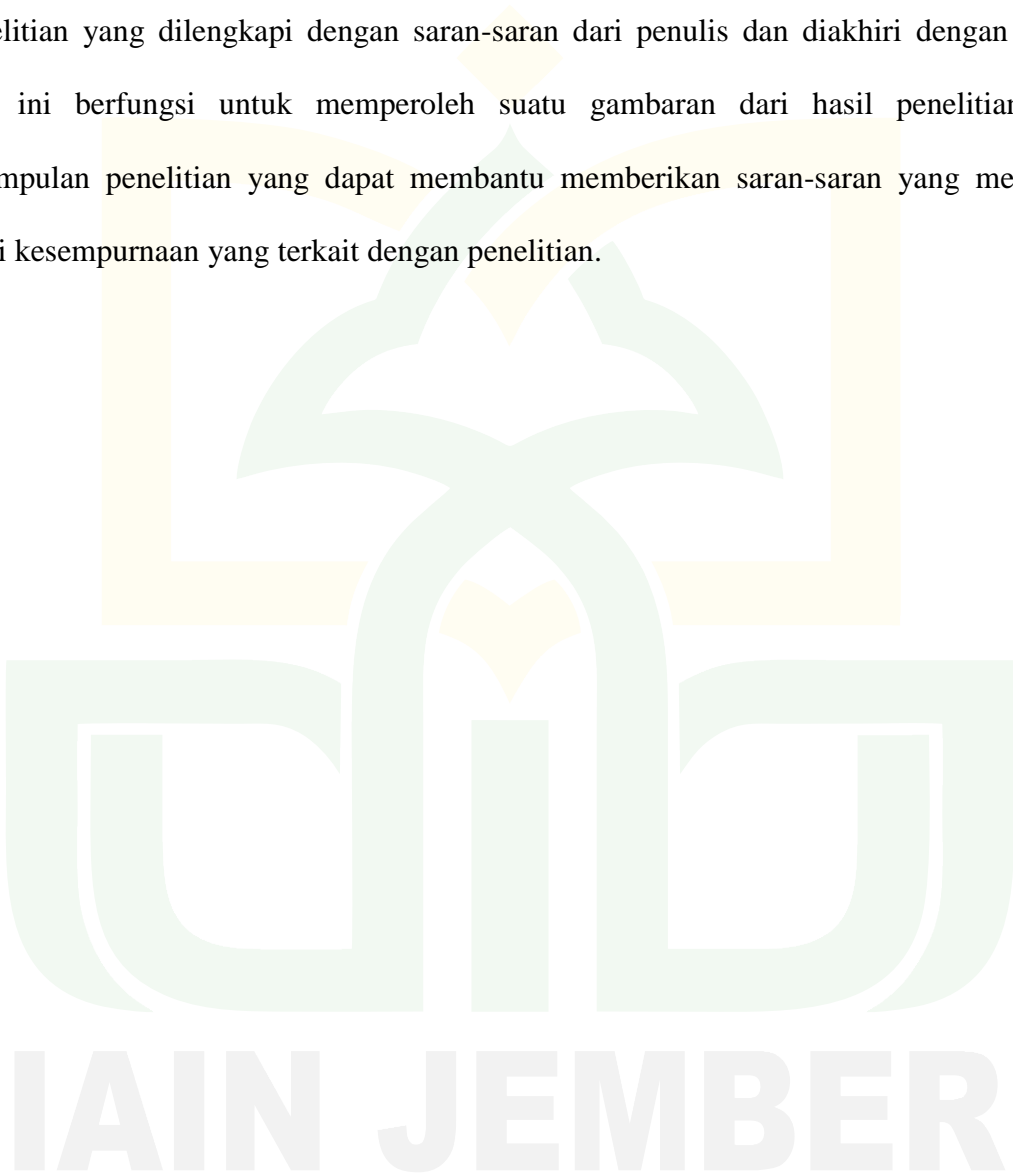 elitian yang dilengkapi dengan saran-saran dari penulis dan diakhiri dengan
ini berfungsi untuk memperoleh suatu gambaran dari hasil penelitian
mpulan penelitian yang dapat membantu memberikan saran-saran yang me
i kesempurnaan yang terkait dengan penelitian.
IAIN JEMBER